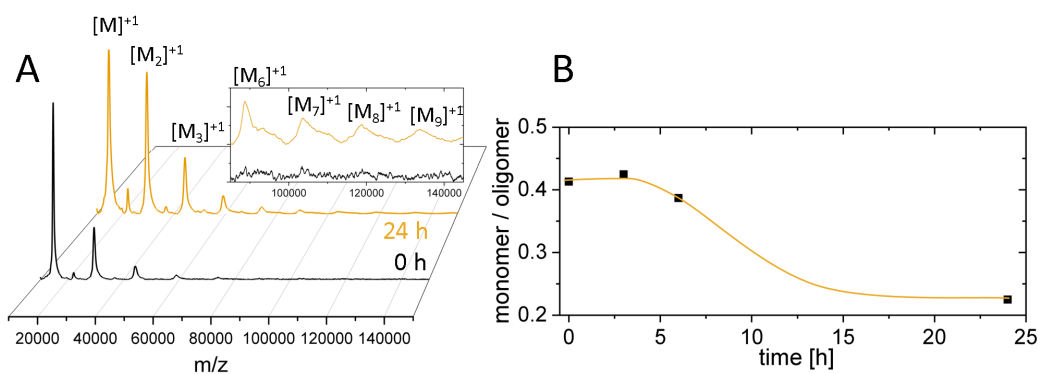 A
[M]+1
[M2]+1
[M3]+1
[M6]+1
[M7]+1
[M8]+1
[M9]+1
100000 120000 140000
24 h
0 h
20000 40000 60000 80000 100000 120000 140000
m/z
B
monomer / oligomer
0.5
0.4
0.3
0.2
0 5 10 15 20 25
time [h]